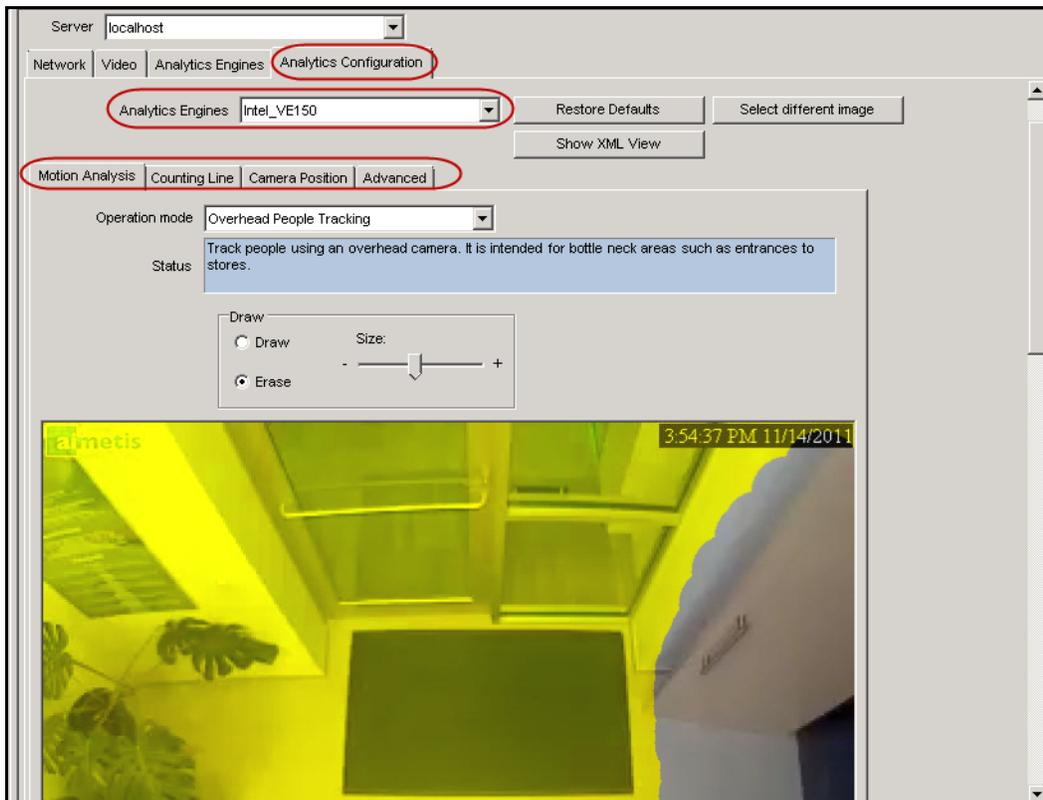 Server localhost
Network Video Analytics Engines Analytics Configuration
Analytics Engines Intel_VE150 Restore Defaults Select different image
Show XML View
Motion Analysis Counting Line Camera Position Advanced
Operation mode Overhead People Tracking
Status Track people using an overhead camera. It is intended for bottle neck areas such as entrances to
stores.
Draw
Draw Size:
- +
Erase
aimetis 3:54:37 PM 11/14/2011